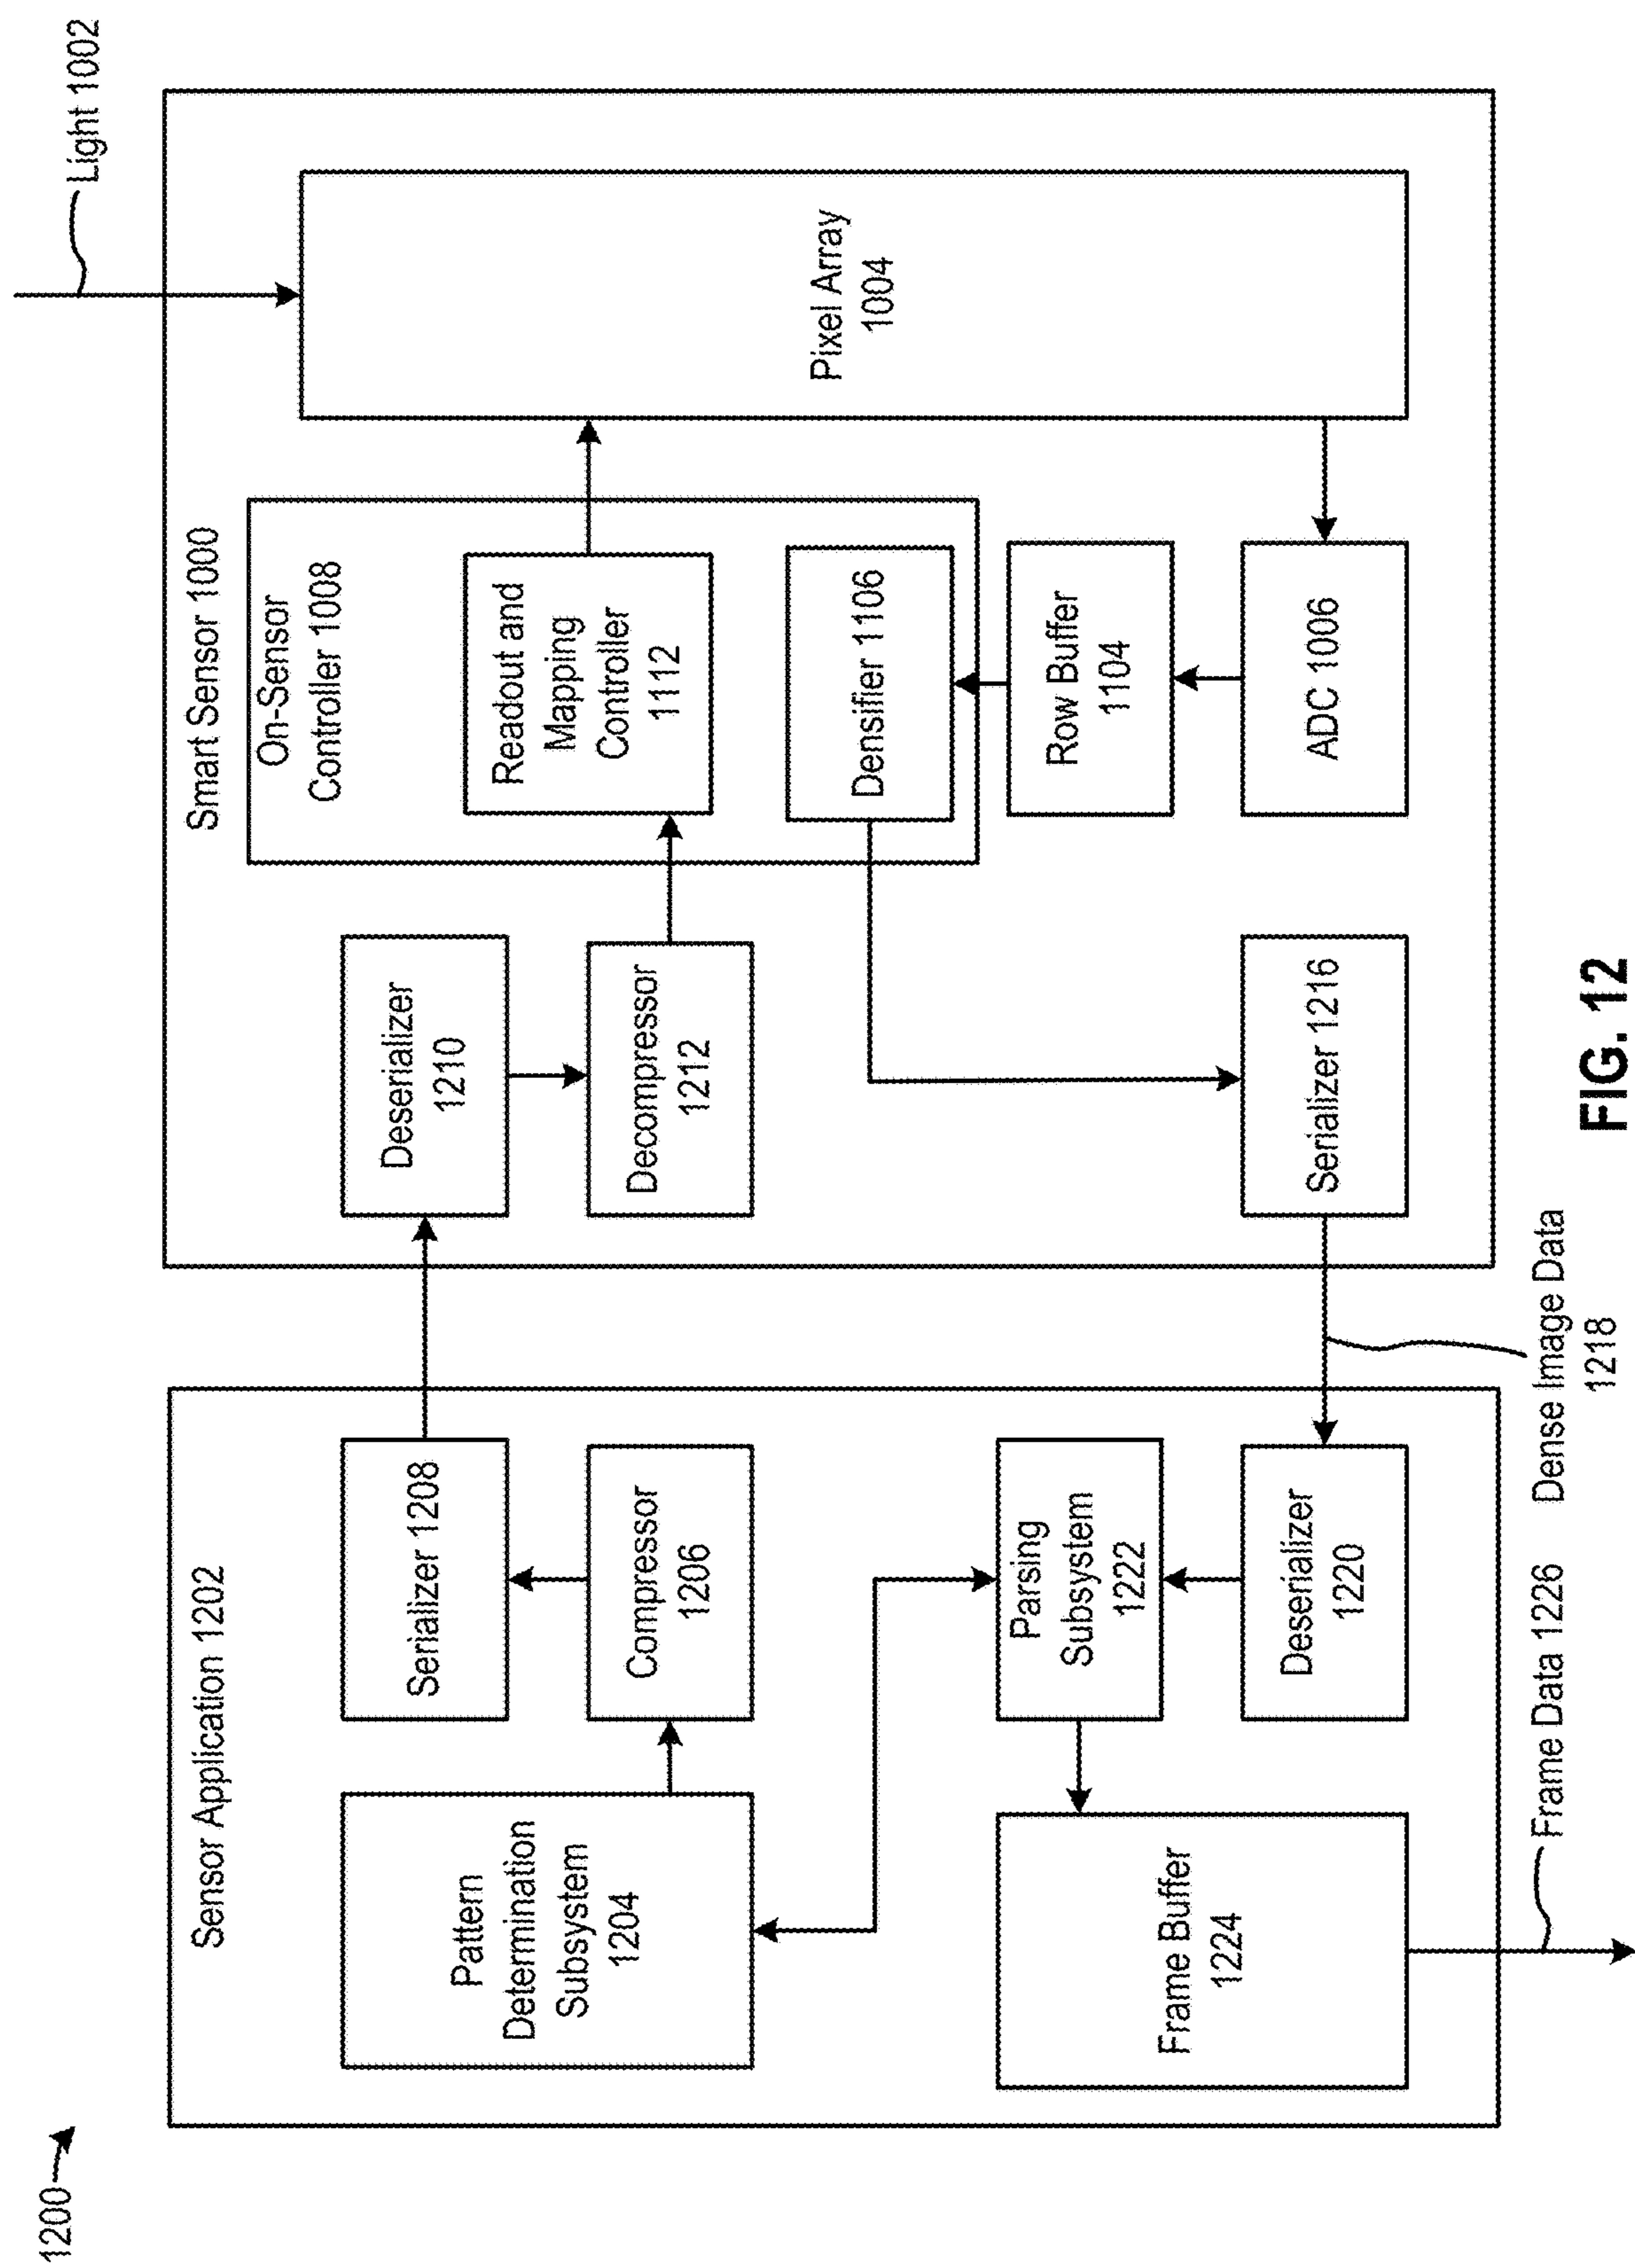 1200
Sensor Application 1202
Pattern
Determination
Subsystem
1204
Serializer 1208
Compressor
1206
Parsing
Subsystem
1222
Frame Buffer
1224
Deserializer
1220
Frame Data 1226
Dense Image Data
1218
Smart Sensor 1000
Deserializer
1210
Decompressor
1212
Serializer 1216
On-Sensor
Controller 1008
Readout and
Mapping
Controller
1112
Densifier 1106
Row Buffer
1104
ADC 1006
Pixel Array
1004
Light 1002
FIG. 12